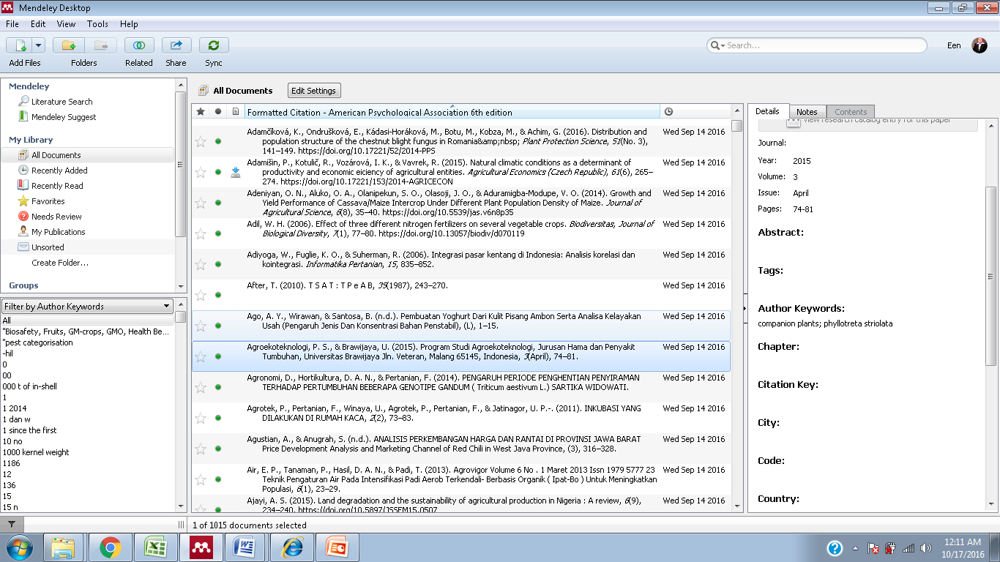 Mendeley Desktop
File Edit View Tools Help
Add Files Folders Related Share Sync
Search...
Een
Mendeley
Literature Search
Mendeley Suggest
My Library
All Documents
Recently Added
Recently Read
Favorites
Needs Review
My Publications
Unsorted
Create Folder...
Groups
Filter by Author Keywords
All
"Biosafety, Fruits, GM-crops, GMO, Health Be...
"pest categorisation
-hil
0
00
000 t of in-shell
1
1 2014
1 dan w
1 since the first
10 no
1000 kernel weight
1186
12
136
15
15 n
All Documents Edit Settings
Formatted Citation - American Psychological Association 6th edition
Adamčíková, K., Ondrušková, E., Kádasi-Horáková, M., Botu, M., Kobza, M., & Achim, G. (2016). Distribution and Wed Sep 14 2016
population structure of the chestnut blight fungus in Romania&amp;nbsp; Plant Protection Science, 51(No. 3),
141–149. https://doi.org/10.17221/52/2014-PPS
Adamišin, P., Kotulič, R., Vozárová, I. K., & Vavrek, R. (2015). Natural climatic conditions as a determinant of Wed Sep 14 2016
productivity and economic eiciency of agricultural entities. Agricultural Economics (Czech Republic), 61(6), 265–
274. https://doi.org/10.17221/153/2014-AGRICECON
Adeniyan, O. N., Aluko, O. A., Olanipekun, S. O., Olasoji, J. O., & Aduramigba-Modupe, V. O. (2014). Growth and Wed Sep 14 2016
Yield Performance of Cassava/Maize Intercrop Under Different Plant Population Density of Maize. Journal of
Agricultural Science, 6(8), 35–40. https://doi.org/10.5539/jas.v6n8p35
Adil, W. H. (2006). Effect of three different nitrogen fertilizers on several vegetable crops. Biodiversitas, Journal of Wed Sep 14 2016
Biological Diversity, 7(1), 77–80. https://doi.org/10.13057/biodiv/d070119
Adiyoga, W., Fuglie, K. O., & Suherman, R. (2006). Integrasi pasar kentang di Indonesia: Analisis korelasi dan Wed Sep 14 2016
kointegrasi. Informatika Pertanian, 15, 835–852.
After, T. (2010). T S A T : T P e A B, 35(1987), 243–270. Wed Sep 14 2016
Ago, A. Y., Wirawan, & Santosa, B. (n.d.). Pembuatan Yoghurt Dari Kulit Pisang Ambon Serta Analisa Kelayakan Wed Sep 14 2016
Usah (Pengaruh Jenis Dan Konsentrasi Bahan Penstabil), (L), 1–15.
Agroekoteknologi, P. S., & Brawijaya, U. (2015). Program Studi Agroekoteknologi, Jurusan Hama dan Penyakit Wed Sep 14 2016
Tumbuhan, Universitas Brawijaya Jln. Veteran, Malang 65145, Indonesia, 3(April), 74–81.
Agronomi, D., Hortikultura, D. A. N., & Pertanian, F. (2014). PENGARUH PERIODE PENGHENTIAN PENYIRAMAN Wed Sep 14 2016
TERHADAP PERTUMBUHAN BEBERAPA GENOTIPE GANDUM ( Triticum aestivum L.) SARTIKA WIDOWATI.
Agrotek, P., Pertanian, F., Winaya, U., Agrotek, P., Pertanian, F., & Jatinagor, U. P.-. (2011). INKUBASI YANG Wed Sep 14 2016
DILAKUKAN DI RUMAH KACA, 2(2), 73–83.
Agustian, A., & Anugrah, S. (n.d.). ANALISIS PERKEMBANGAN HARGA DAN RANTAI DI PROVINSI JAWA BARAT Wed Sep 14 2016
Price Development Analysis and Marketing Channel of Red Chili in West Java Province, (3), 316–328.
Air, E. P., Tanaman, P., Hasil, D. A. N., & Padi, T. (2013). Agrovigor Volume 6 No . 1 Maret 2013 Issn 1979 5777 23 Wed Sep 14 2016
Teknik Pengaturan Air Pada Intensifikasi Padi Aerob Terkendali- Berbasis Organik ( Ipat-Bo ) Untuk Meningkatkan
Populasi, 6(1), 23–29.
Ajayi, A. S. (2015). Land degradation and the sustainability of agricultural production in Nigeria : A review, 6(9), Wed Sep 14 2016
234–240. https://doi.org/10.5897/JSSEM15.0507
Details Notes Contents
View research catalog entry for this paper
Journal:
Year: 2015
Volume: 3
Issue: April
Pages: 74-81
Abstract:
Tags:
Author Keywords:
companion plants; phyllotreta striolata
Chapter:
Citation Key:
City:
Code:
Country:
1 of 1015 documents selected
12:11 AM
10/17/2016